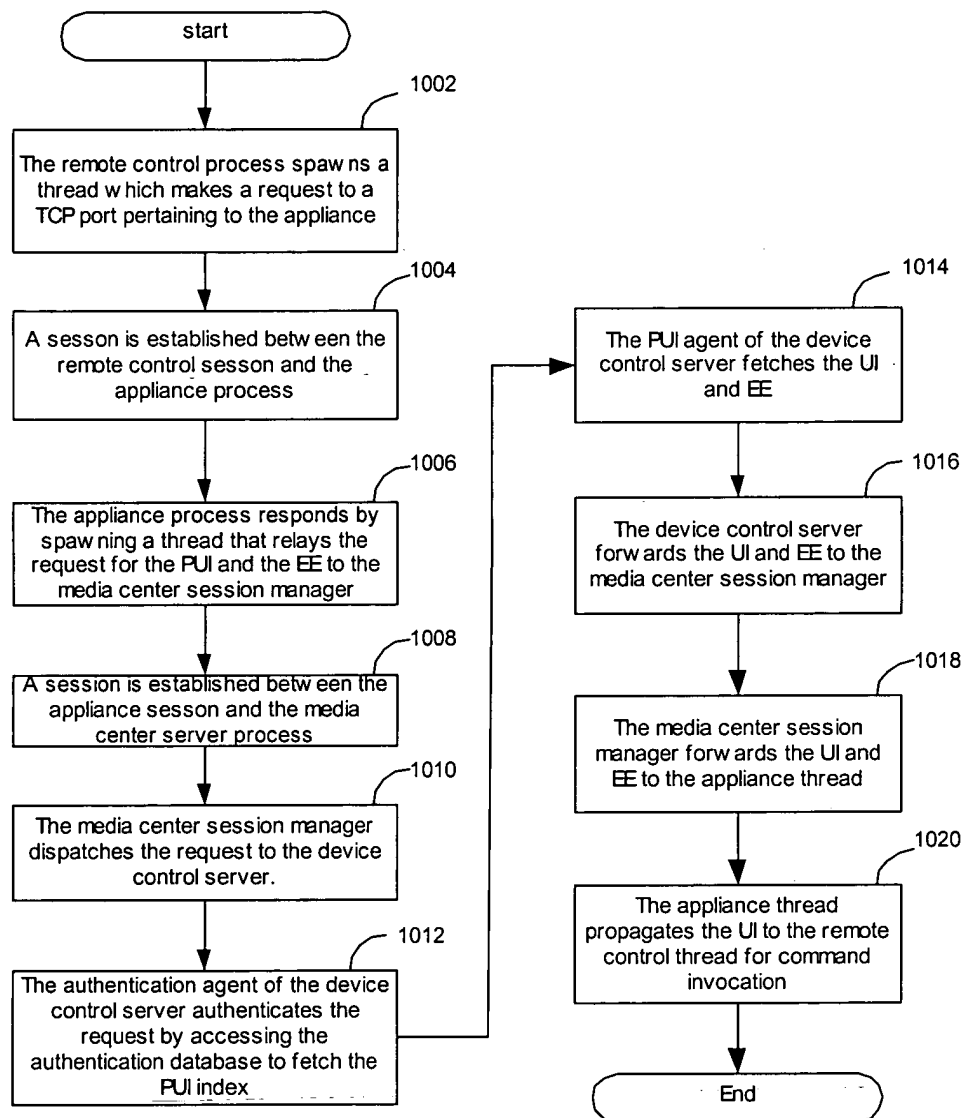 start
1002
The remote control process spawns a
thread which makes a request to a
TCP port pertaining to the appliance
1004
A sesson is established between the
remote control sesson and the
appliance process
1006
The appliance process responds by
spawning a thread that relays the
request for the PUI and the EE to the
media center session manager
1008
A session is established between the
appliance sesson and the media
center server process
1010
The media center session manager
dispatches the request to the device
control server.
1012
The authentication agent of the device
control server authenticates the
request by accessing the
authentication database to fetch the
PUI index
1014
The PUI agent of the device
control server fetches the UI
and EE
1016
The device control server
forwards the UI and EE to the
media center session manager
1018
The media center session
manager forwards the UI and
EE to the appliance thread
1020
The appliance thread
propagates the UI to the remote
control thread for command
invocation
End